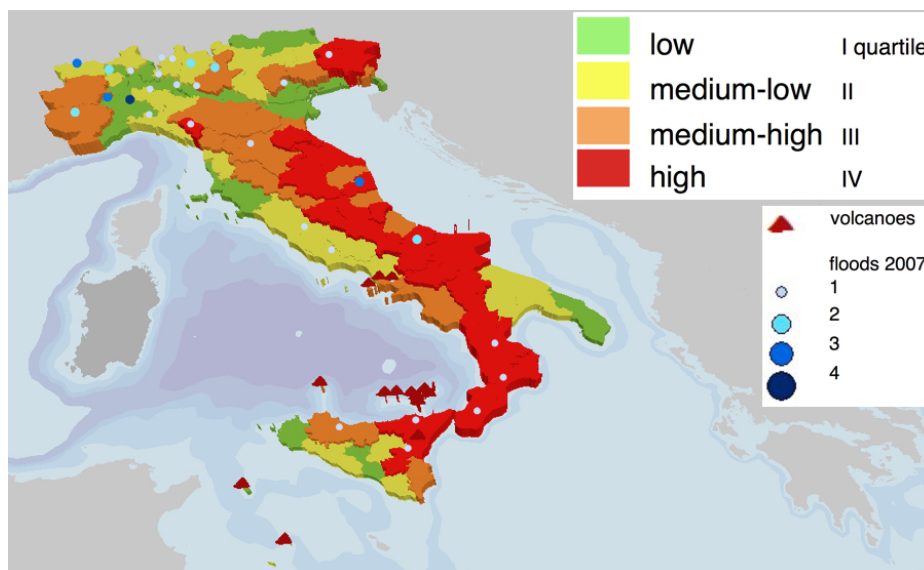 low I quartile
medium-low II
medium-high III
high IV
volcanoes
floods 2007
1
2
3
4